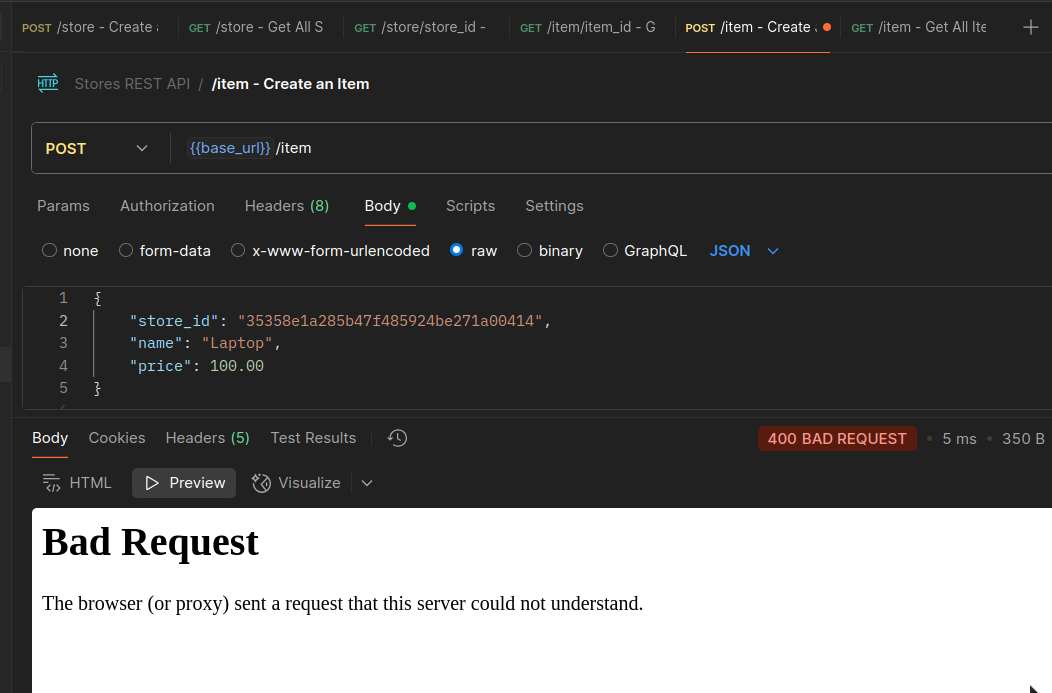 POST /store - Create GET /store - Get All S GET /store/store_id - GET /item/item_id - G POST /item - Create GET /item - Get All Ite
HTTP Stores REST API / /item - Create an Item
POST {{base_url}} /item
Params Authorization Headers (8) Body Scripts Settings
none form-data x-www-form-urlencoded raw binary GraphQL JSON
1 {
2 "store_id": "35358e1a285b47f485924be271a00414",
3 "name": "Laptop",
4 "price": 100.00
5 }
Body Cookies Headers (5) Test Results 400 BAD REQUEST • 5 ms • 350 B
HTML Preview Visualize
Bad Request
The browser (or proxy) sent a request that this server could not understand.